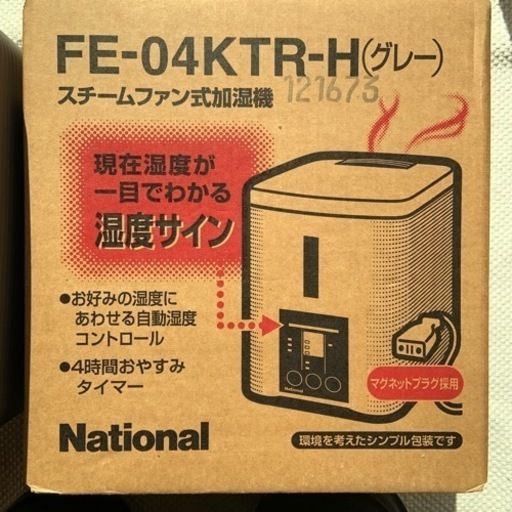 FE-04KTR-H(グレー)
スチームファン式加湿機 121673
現在湿度が
一目でわかる
湿度サイン
●お好みの湿度に
あわせる自動湿度
コントロール
●4時間おやすみ
タイマー
National
マグネットプラグ採用
National
環境を考えたシンプル包装です